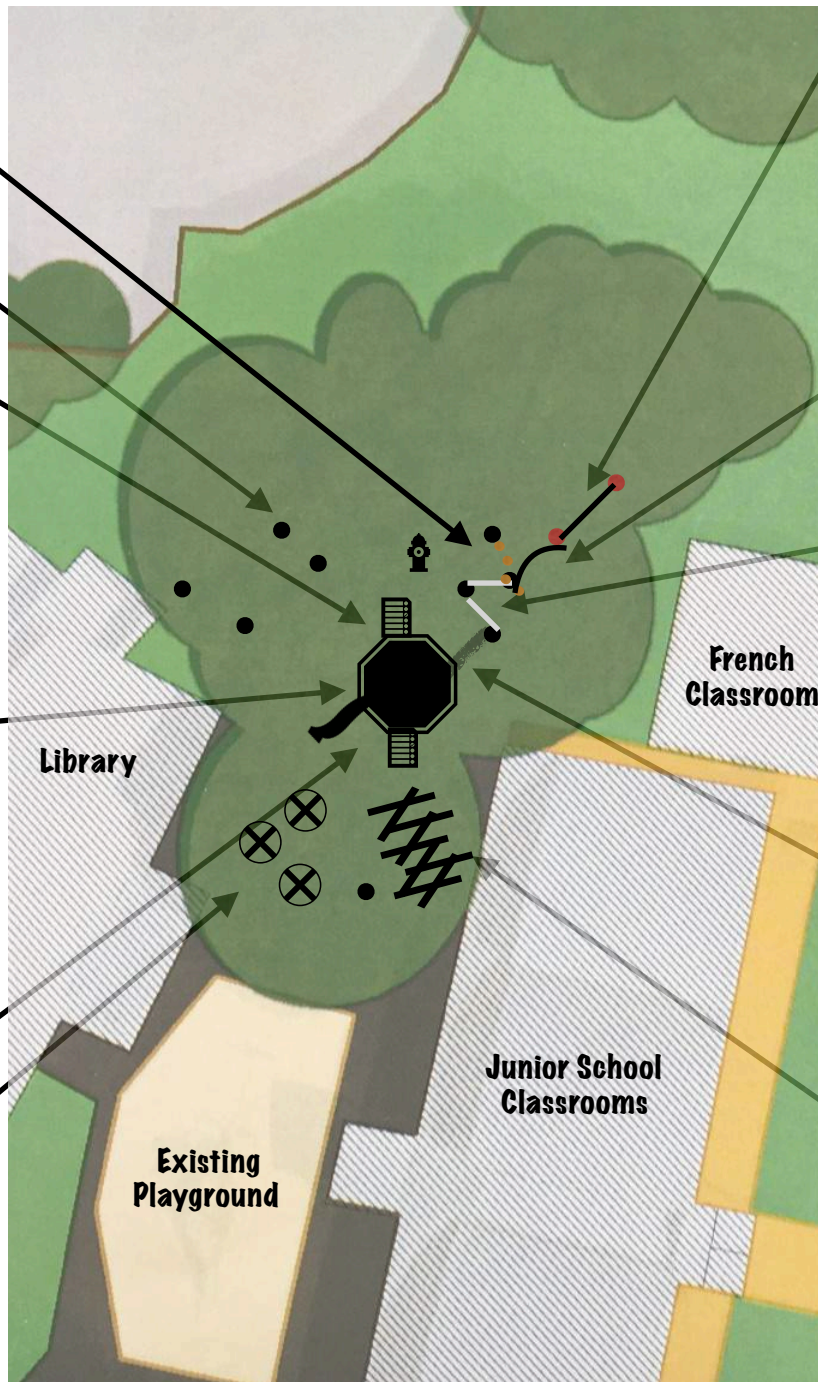 French
Classroom
Library
Junior School
Classrooms
Existing
Playground